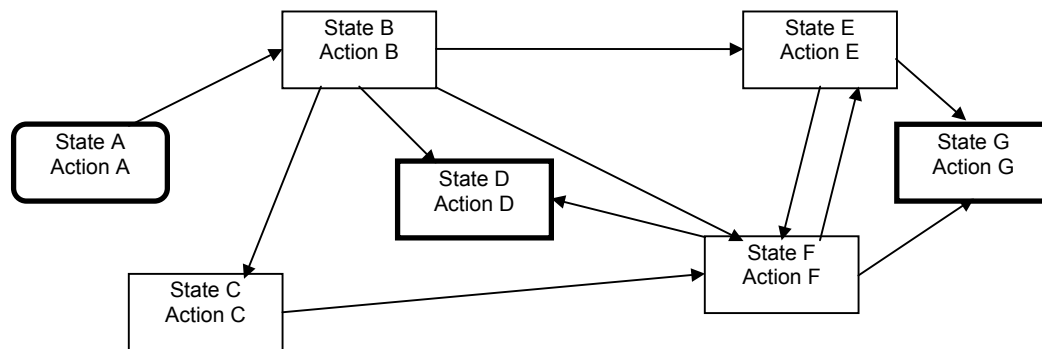 State B
Action B
State E
Action E
State A
Action A
State G
Action G
State D
Action D
State F
Action F
State C
Action C